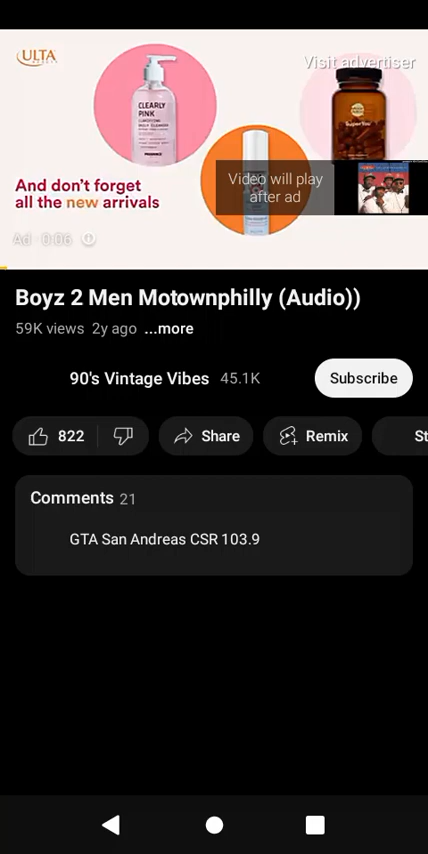 ULTA
BEAUTY
Visit advertiser
CLEARLY
PINK
And don't forget
all the new arrivals
Video will play
after ad
Ad · 0:06
Boyz 2 Men Motownphilly (Audio))
59K views 2y ago ...more
90's Vintage Vibes 45.1K
Subscribe
822
Share
Remix
St
Comments 21
GTA San Andreas CSR 103.9